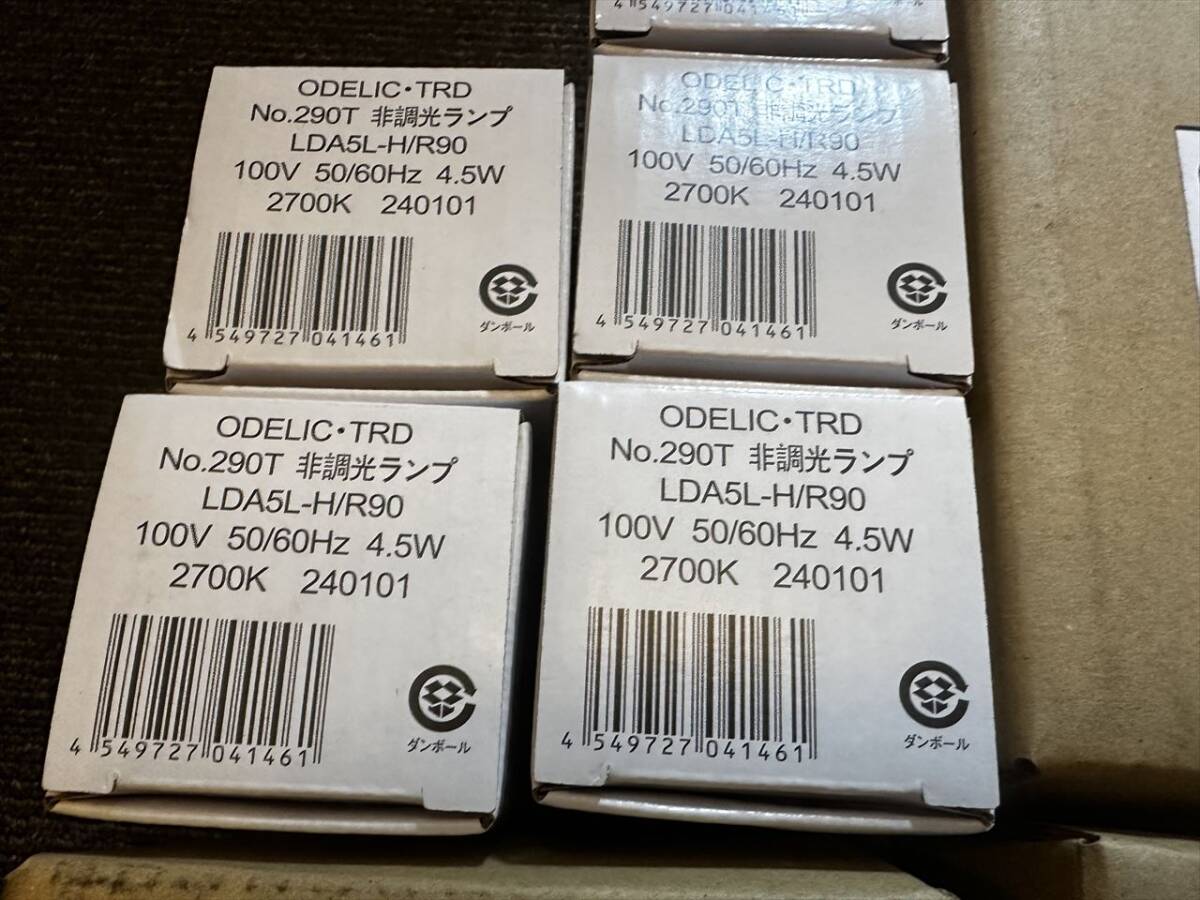 ODELIC・TRD
No.290T 非調光ランプ
LDA5L-H/R90
100V 50/60Hz 4.5W
2700K 240101
4 549727 041461
ダンボール
ODELIC・TRD
No.290T 非調光ランプ
LDA5L-H/R90
100V 50/60Hz 4.5W
2700K 240101
4 549727 041461
ダンボール
ODELIC・TRD
No.290T 非調光ランプ
LDA5L-H/R90
100V 50/60Hz 4.5W
2700K 240101
4 549727 041461
ダンボール
ODELIC・TRD
No.290T 非調光ランプ
LDA5L-H/R90
100V 50/60Hz 4.5W
2700K 240101
4 549727 041461
ダンボール